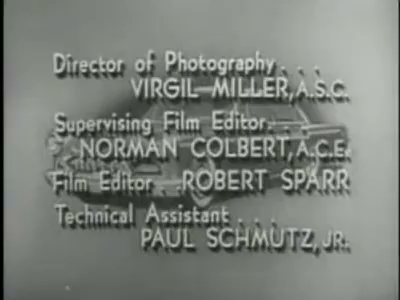 Director of Photography . . .
VIRGIL MILLER, A.S.C.
Supervising Film Editor. . . .
NORMAN COLBERT, A.C.E.
Film Editor . . ROBERT SPARR
Technical Assistant . . .
PAUL SCHMUTZ, JR.